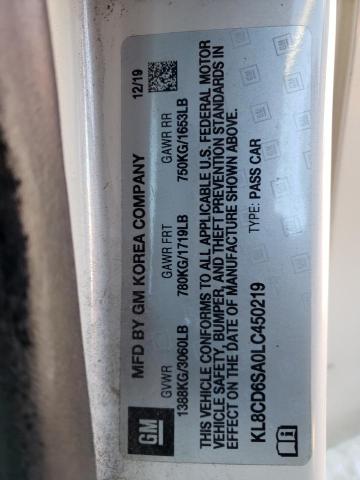 GM
MFD BY GM KOREA COMPANY
12/19
GVWR GAWR FRT GAWR RR
1388KG/3060LB 780KG/1719LB 750KG/1653LB
THIS VEHICLE CONFORMS TO ALL APPLICABLE U.S. FEDERAL MOTOR
VEHICLE SAFETY, BUMPER, AND THEFT PREVENTION STANDARDS IN
EFFECT ON THE DATE OF MANUFACTURE SHOWN ABOVE.
KL8CD6SA0LC450219 TYPE: PASS CAR